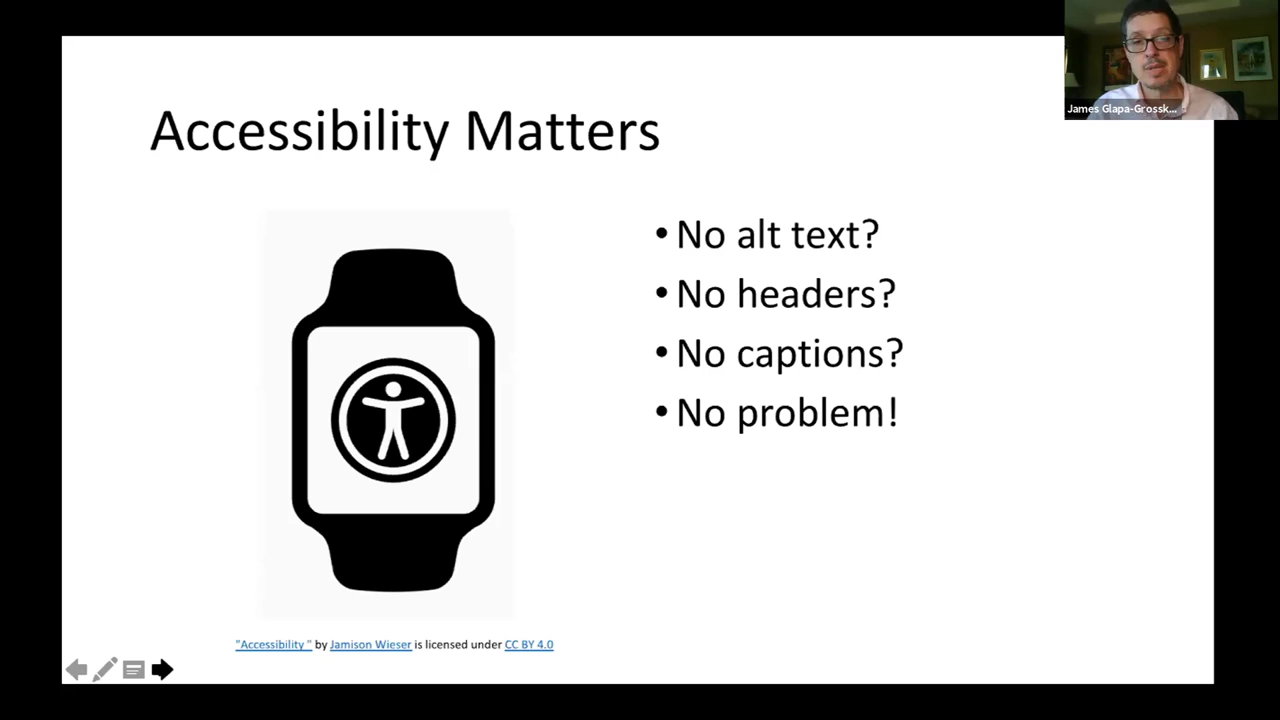 James Glapa-Grossk...
Accessibility Matters
• No alt text?
• No headers?
• No captions?
• No problem!
"Accessibility " by Jamison Wieser is licensed under CC BY 4.0